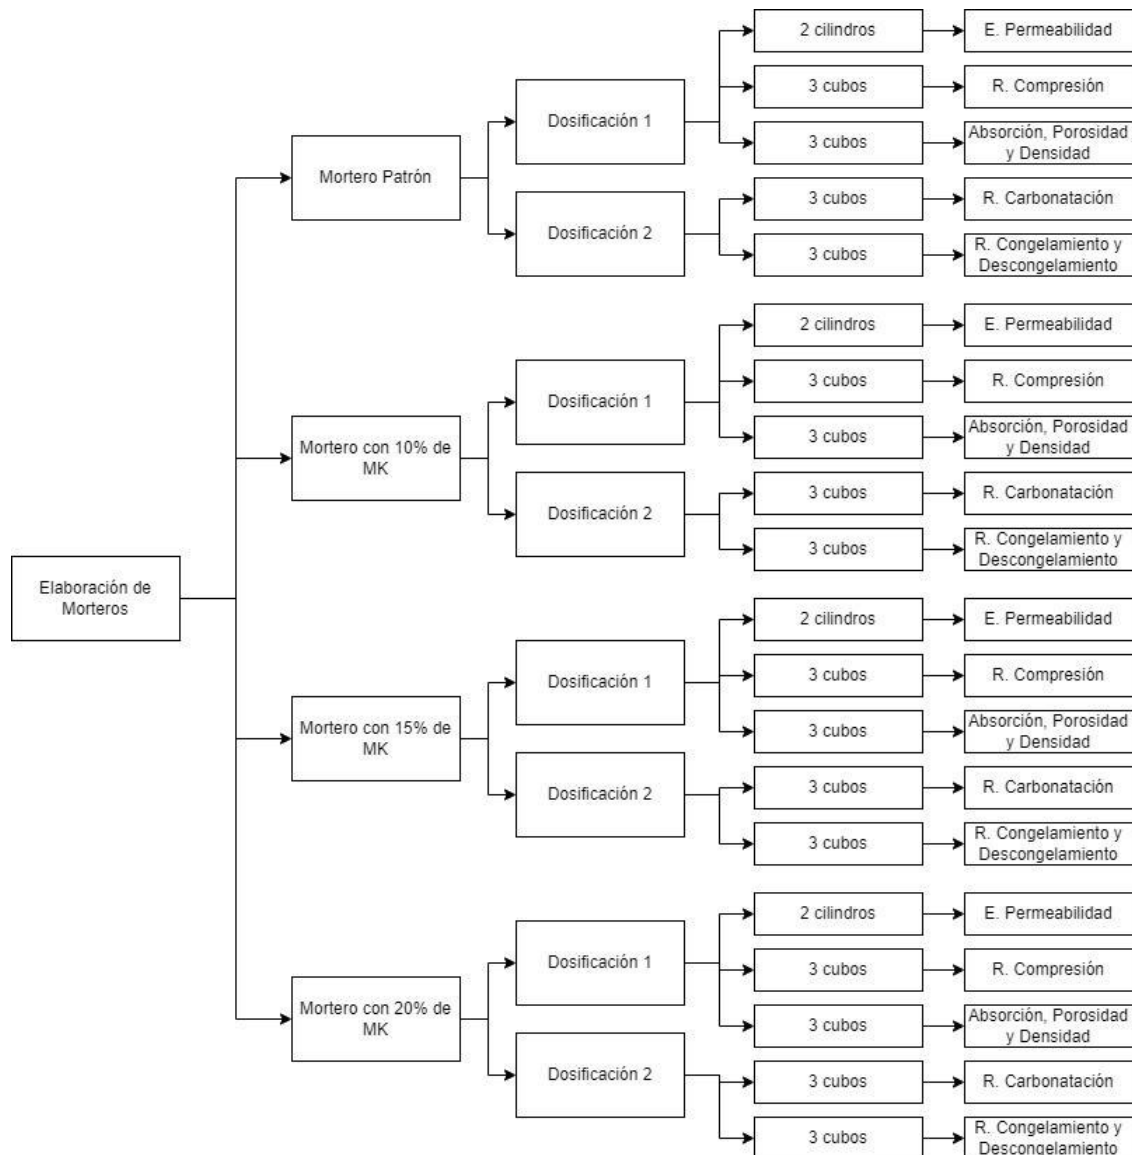 2 cilindros
E. Permeabilidad
3 cubos
R. Compresión
Dosificación 1
3 cubos
Absorción, Porosidad
y Densidad
Mortero Patrón
3 cubos
R. Carbonatación
Dosificación 2
3 cubos
R. Congelamiento y
Descongelamiento
2 cilindros
E. Permeabilidad
3 cubos
R. Compresión
Dosificación 1
3 cubos
Absorción, Porosidad
y Densidad
Mortero con 10% de
MK
3 cubos
R. Carbonatación
Dosificación 2
3 cubos
R. Congelamiento y
Descongelamiento
Elaboración de
Morteros
2 cilindros
E. Permeabilidad
3 cubos
R. Compresión
Dosificación 1
3 cubos
Absorción, Porosidad
y Densidad
Mortero con 15% de
MK
3 cubos
R. Carbonatación
Dosificación 2
3 cubos
R. Congelamiento y
Descongelamiento
2 cilindros
E. Permeabilidad
3 cubos
R. Compresión
Dosificación 1
3 cubos
Absorción, Porosidad
y Densidad
Mortero con 20% de
MK
3 cubos
R. Carbonatación
Dosificación 2
3 cubos
R. Congelamiento y
Descongelamiento